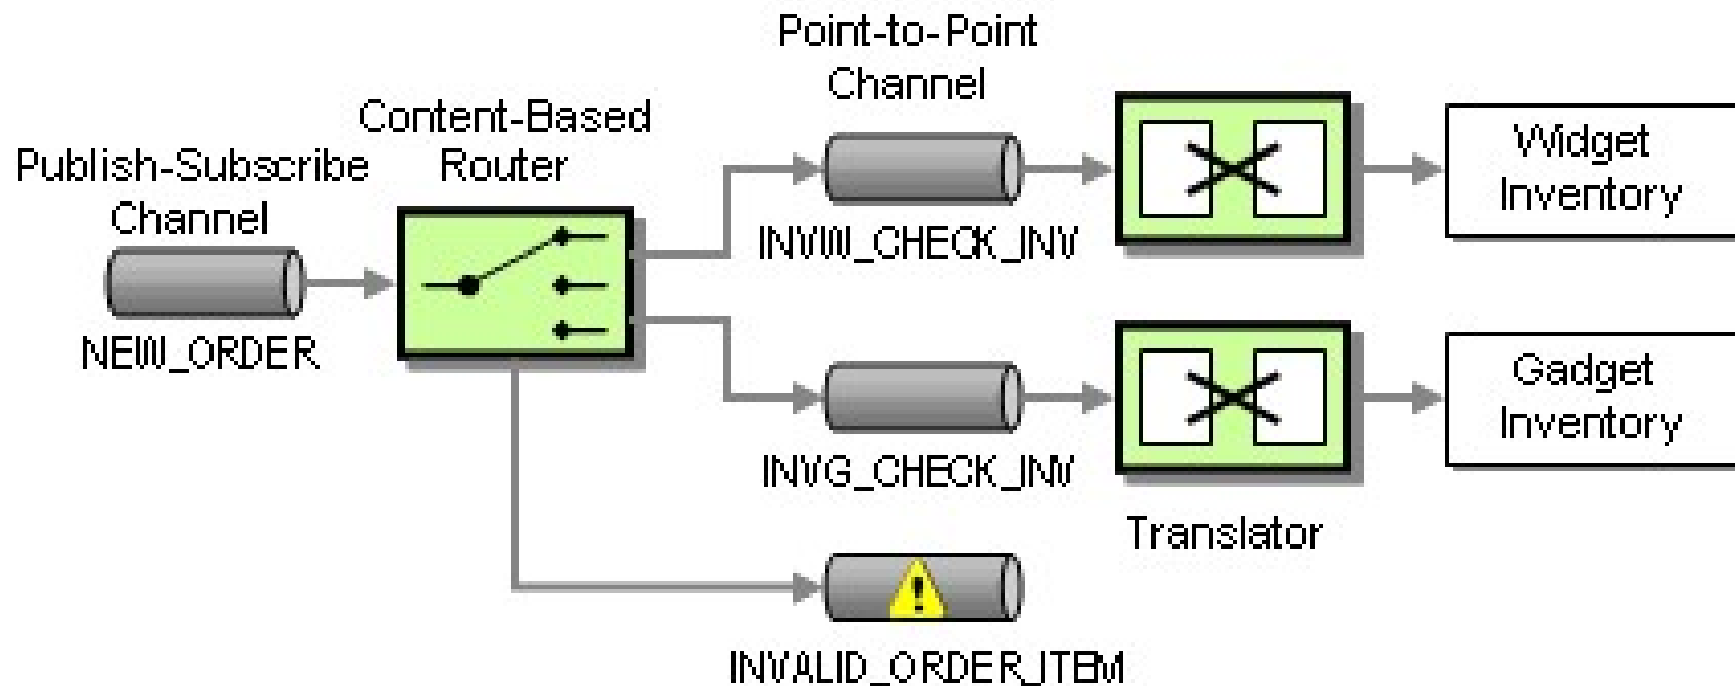 Point-to-Point
Channel
Content-Based
Router
Publish-Subscribe
Channel
NEW_ORDER
INVW_CHECK_INV
Widget
Inventory
INVG_CHECK_INV
Gadget
Inventory
Translator
INVALID_ORDER_ITEM